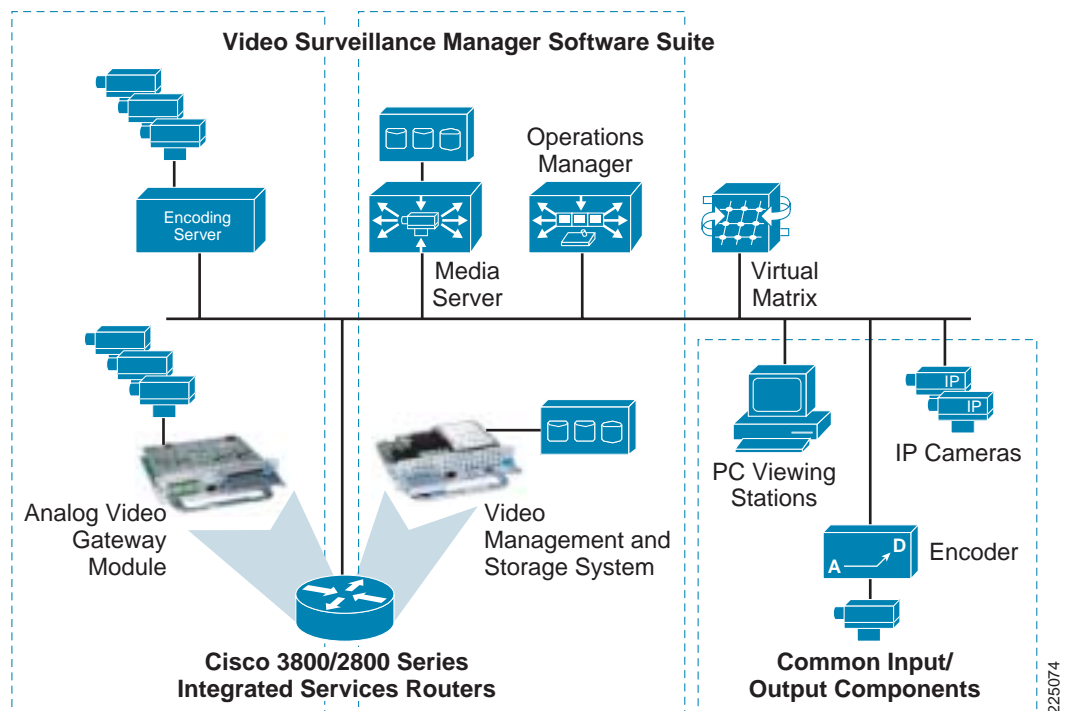 Video Surveillance Manager Software Suite
Operations
Manager
Encoding
Server
Media
Server
Virtual
Matrix
IP
IP
PC Viewing
Stations
IP Cameras
Analog Video
Gateway
Module
Video
Management and
Storage System
A
D
Encoder
Cisco 3800/2800 Series
Integrated Services Routers
Common Input/
Output Components
225074